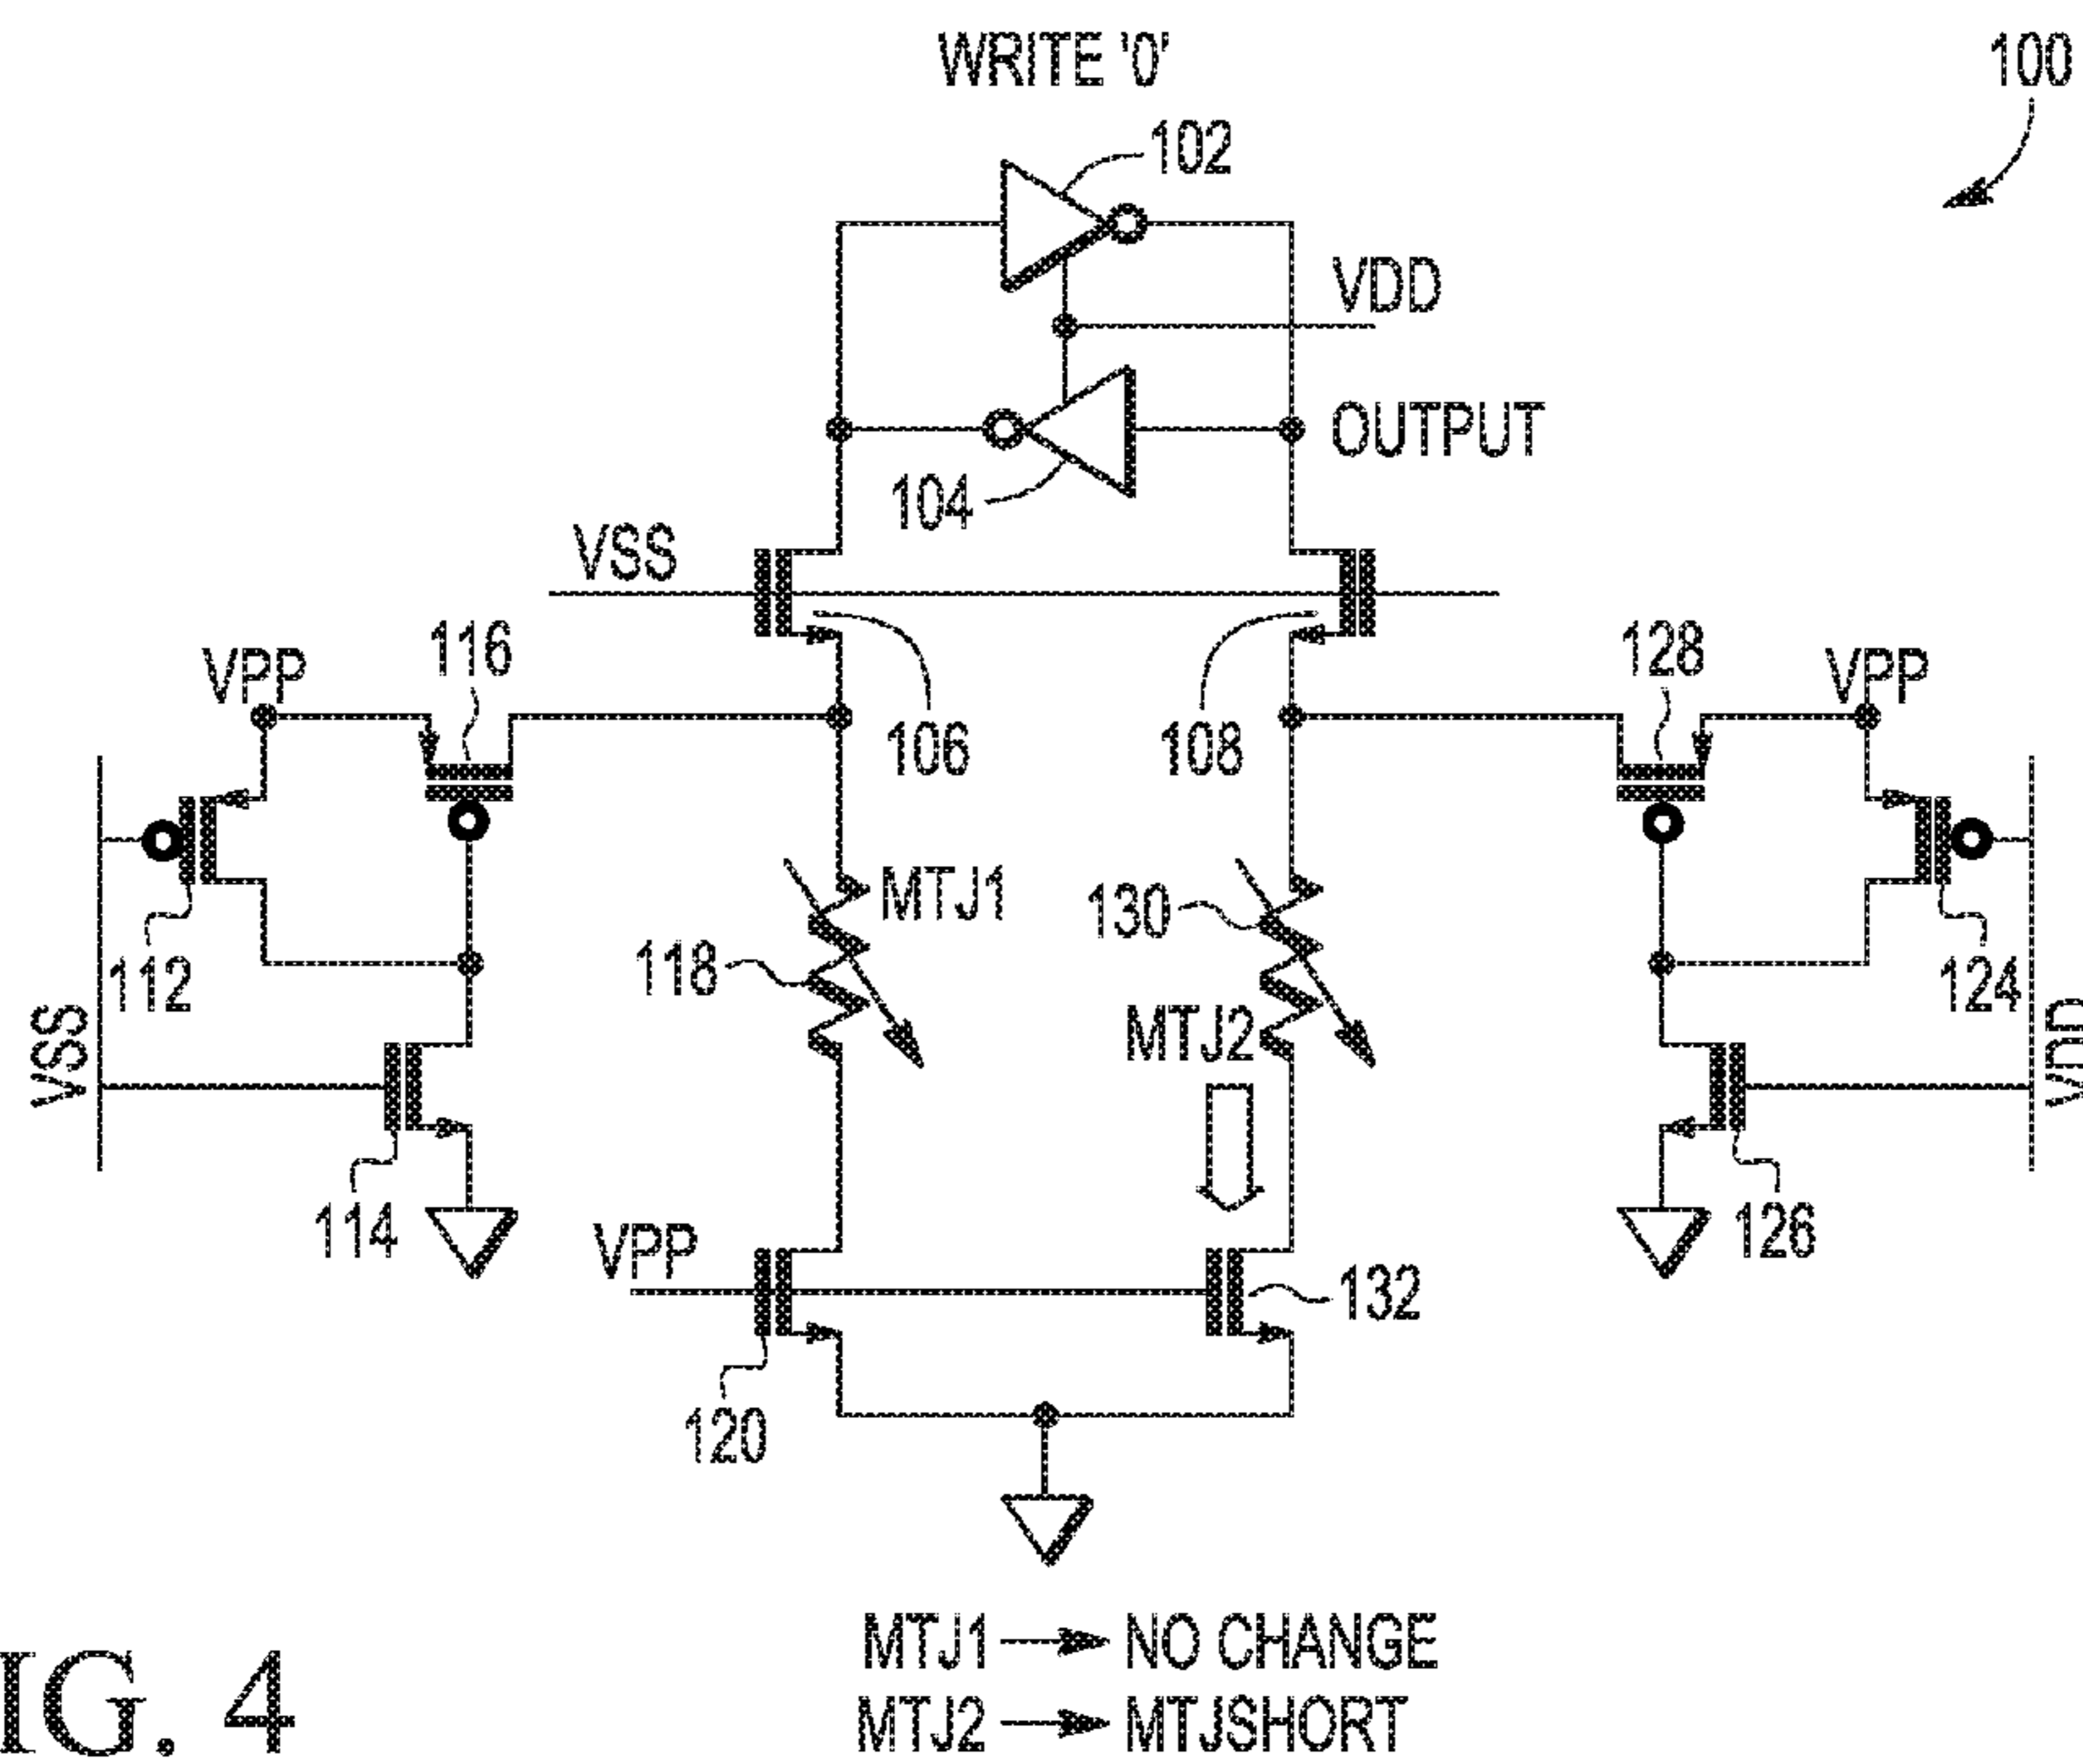 WRITE '0'
100
102
VDD
OUTPUT
104
VSS
116
128
VPP
VPP
106
108
MTJ1
130
118
112
124
MTJ2
VSS
VDD
114
126
VPP
132
120
MTJ1 → NO CHANGE
MTJ2 → MTJSHORT
IG. 4